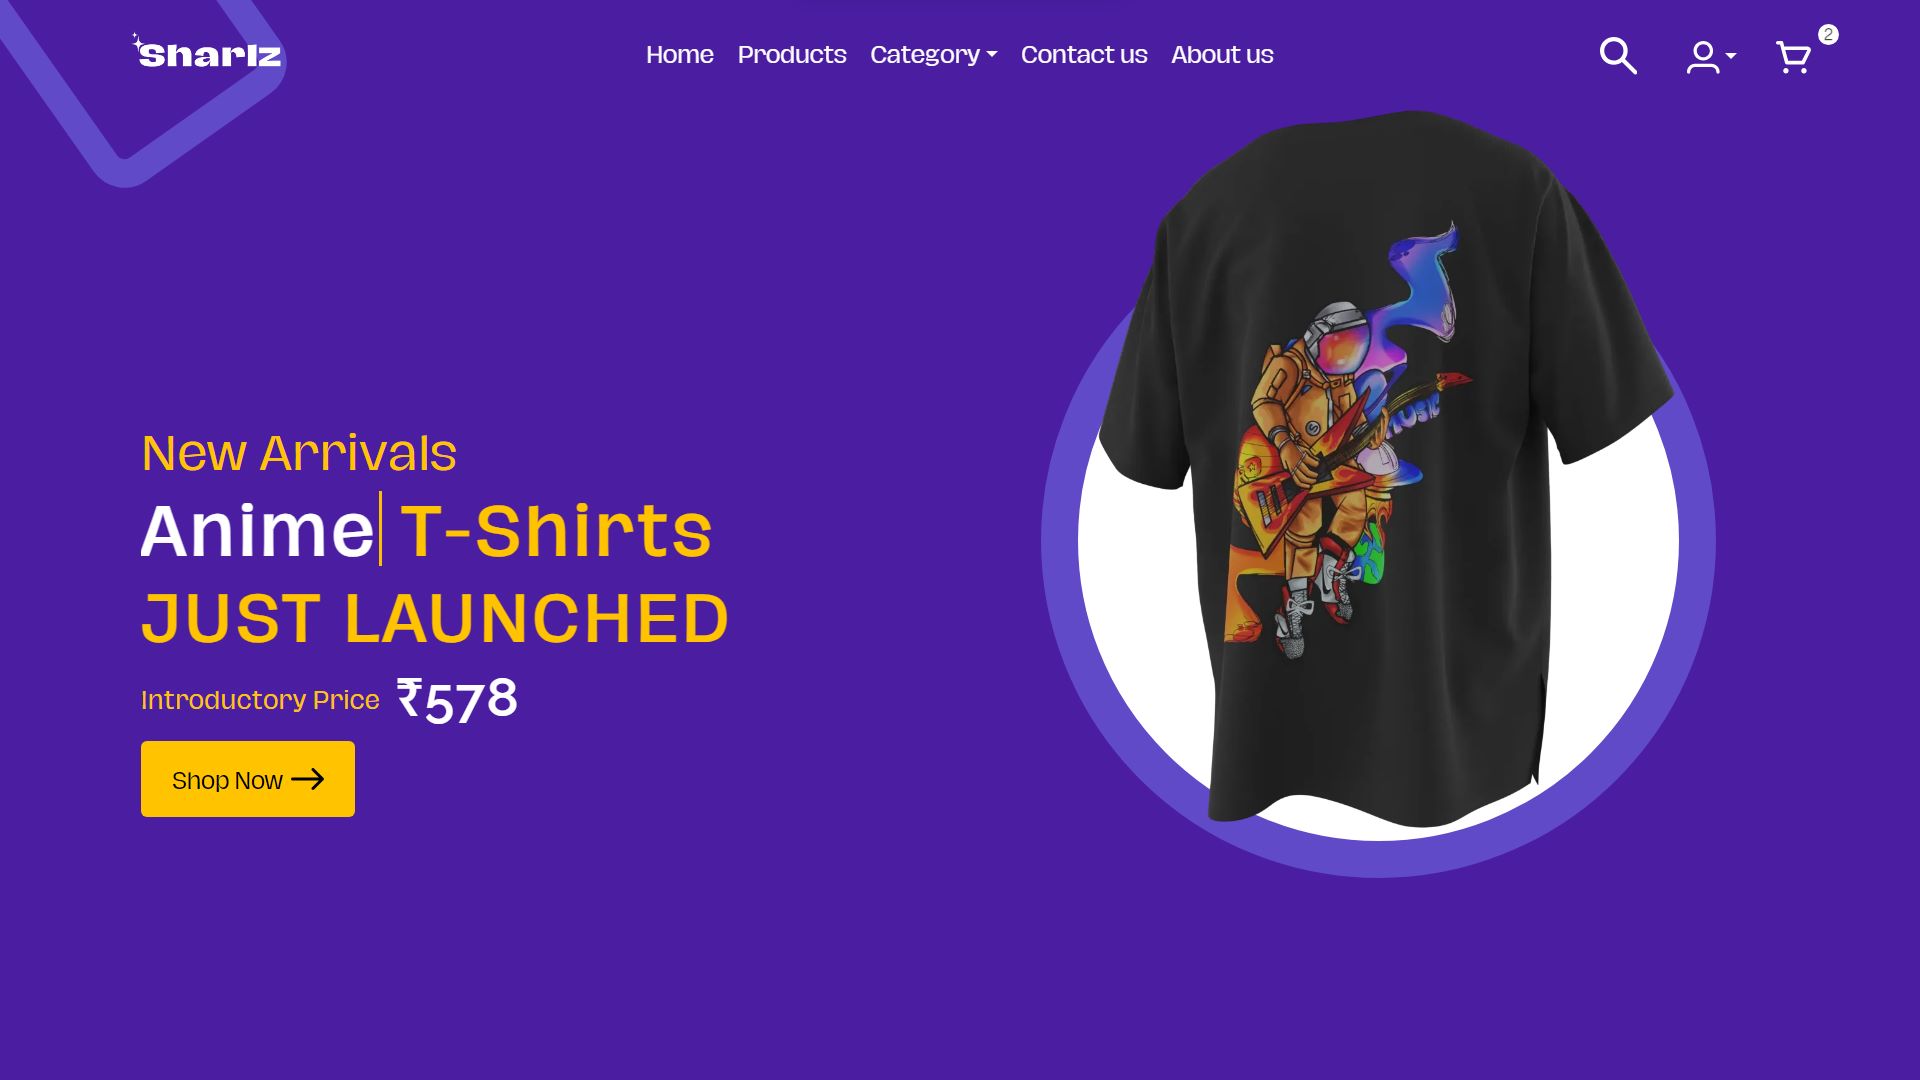 Sharlz
Home Products Category Contact us About us
2
New Arrivals
Anime T-Shirts
JUST LAUNCHED
Introductory Price ₹578
Shop Now
MUSIC